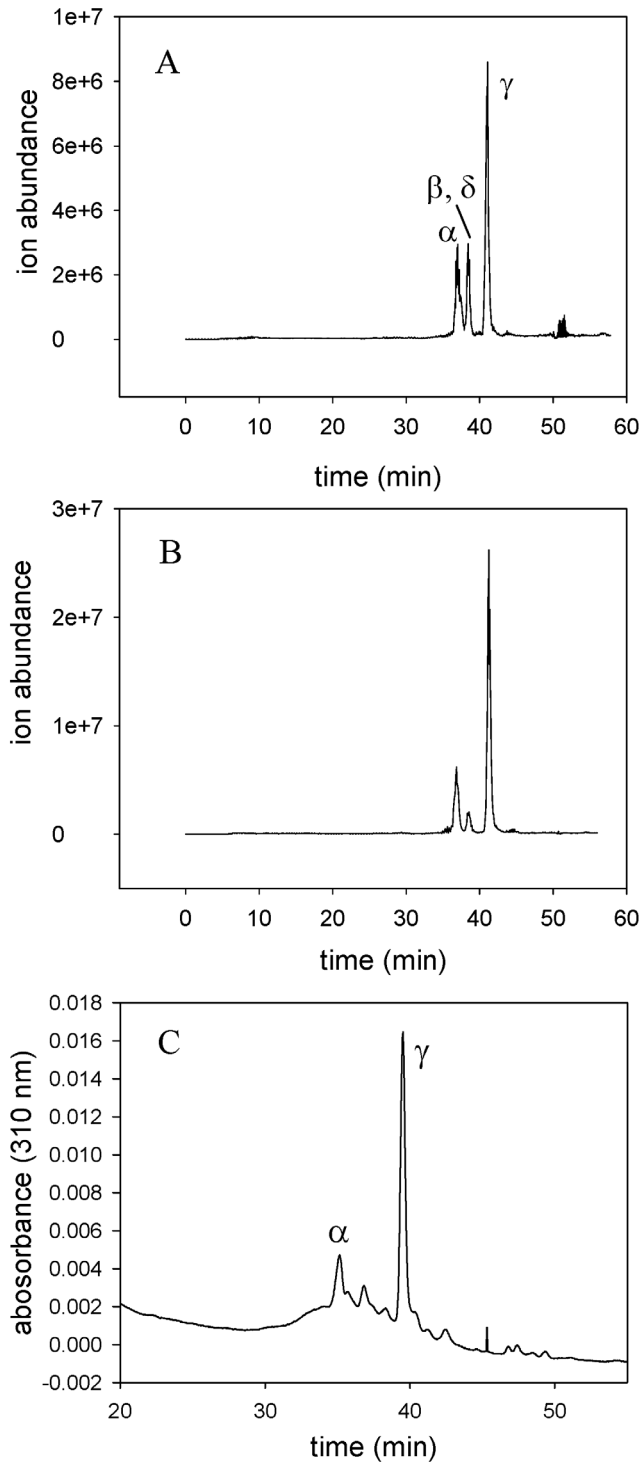 A
1e+7
8e+6
6e+6
4e+6
2e+6
0
ion abundance
γ
β, δ
α
0 10 20 30 40 50 60
time (min)
B
3e+7
2e+7
1e+7
0
ion abundance
0 10 20 30 40 50 60
time (min)
C
0.018
0.016
0.014
0.012
0.010
0.008
0.006
0.004
0.002
0.000
-0.002
abosorbance (310 nm)
γ
α
20 30 40 50
time (min)